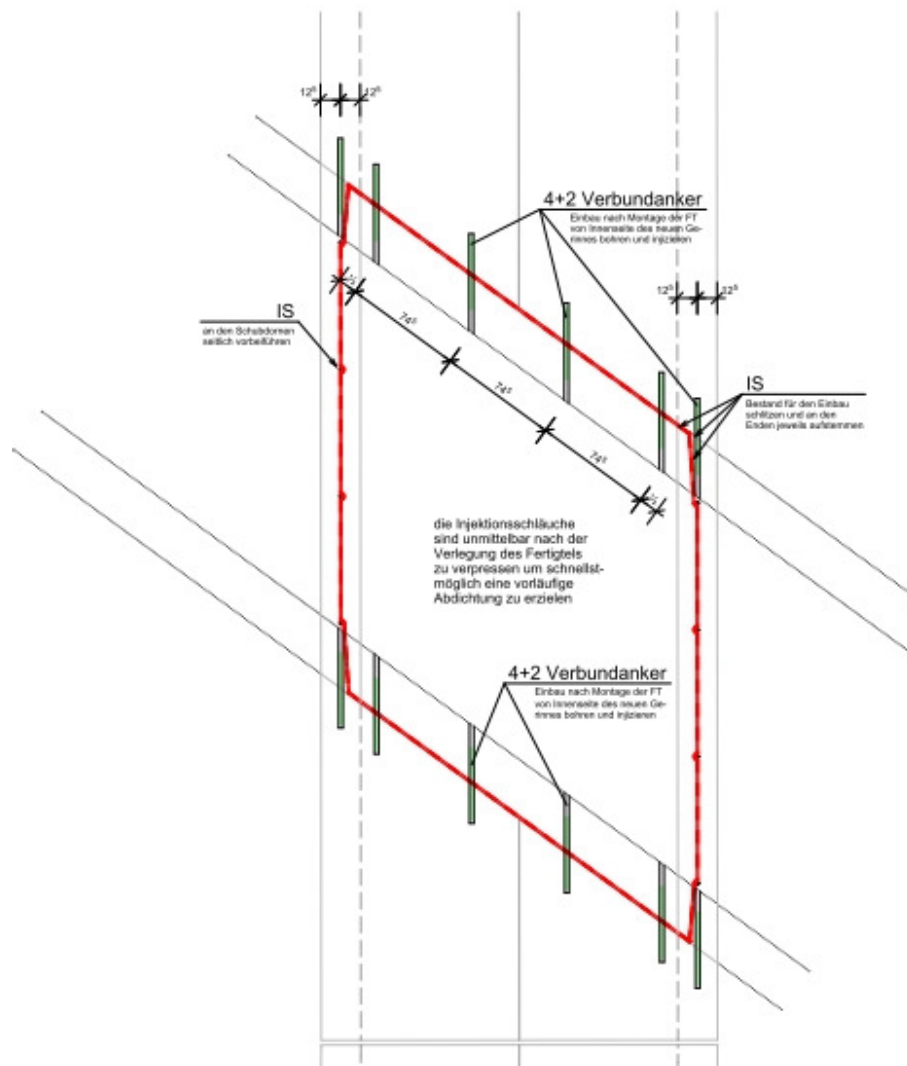 12⁵ 12⁵
4+2 Verbundanker
Einbau nach Montage der FT
von Innenseite des neuen Ge-
rinnes bohren und injizieren
12⁵ 12⁵
IS
an den Schubdornen
seitlich vorbeiführen
74⁵
74⁵
74⁵
IS
Bestand für den Einbau
schlitzen und an den
Enden jeweils aufstemmen
die Injektionsschläuche
sind unmittelbar nach der
Verlegung des Fertigtels
zu verpressen um schnellst-
möglich eine vorläufige
Abdichtung zu erzielen
4+2 Verbundanker
Einbau nach Montage der FT
von Innenseite des neuen Ge-
rinnes bohren und injizieren